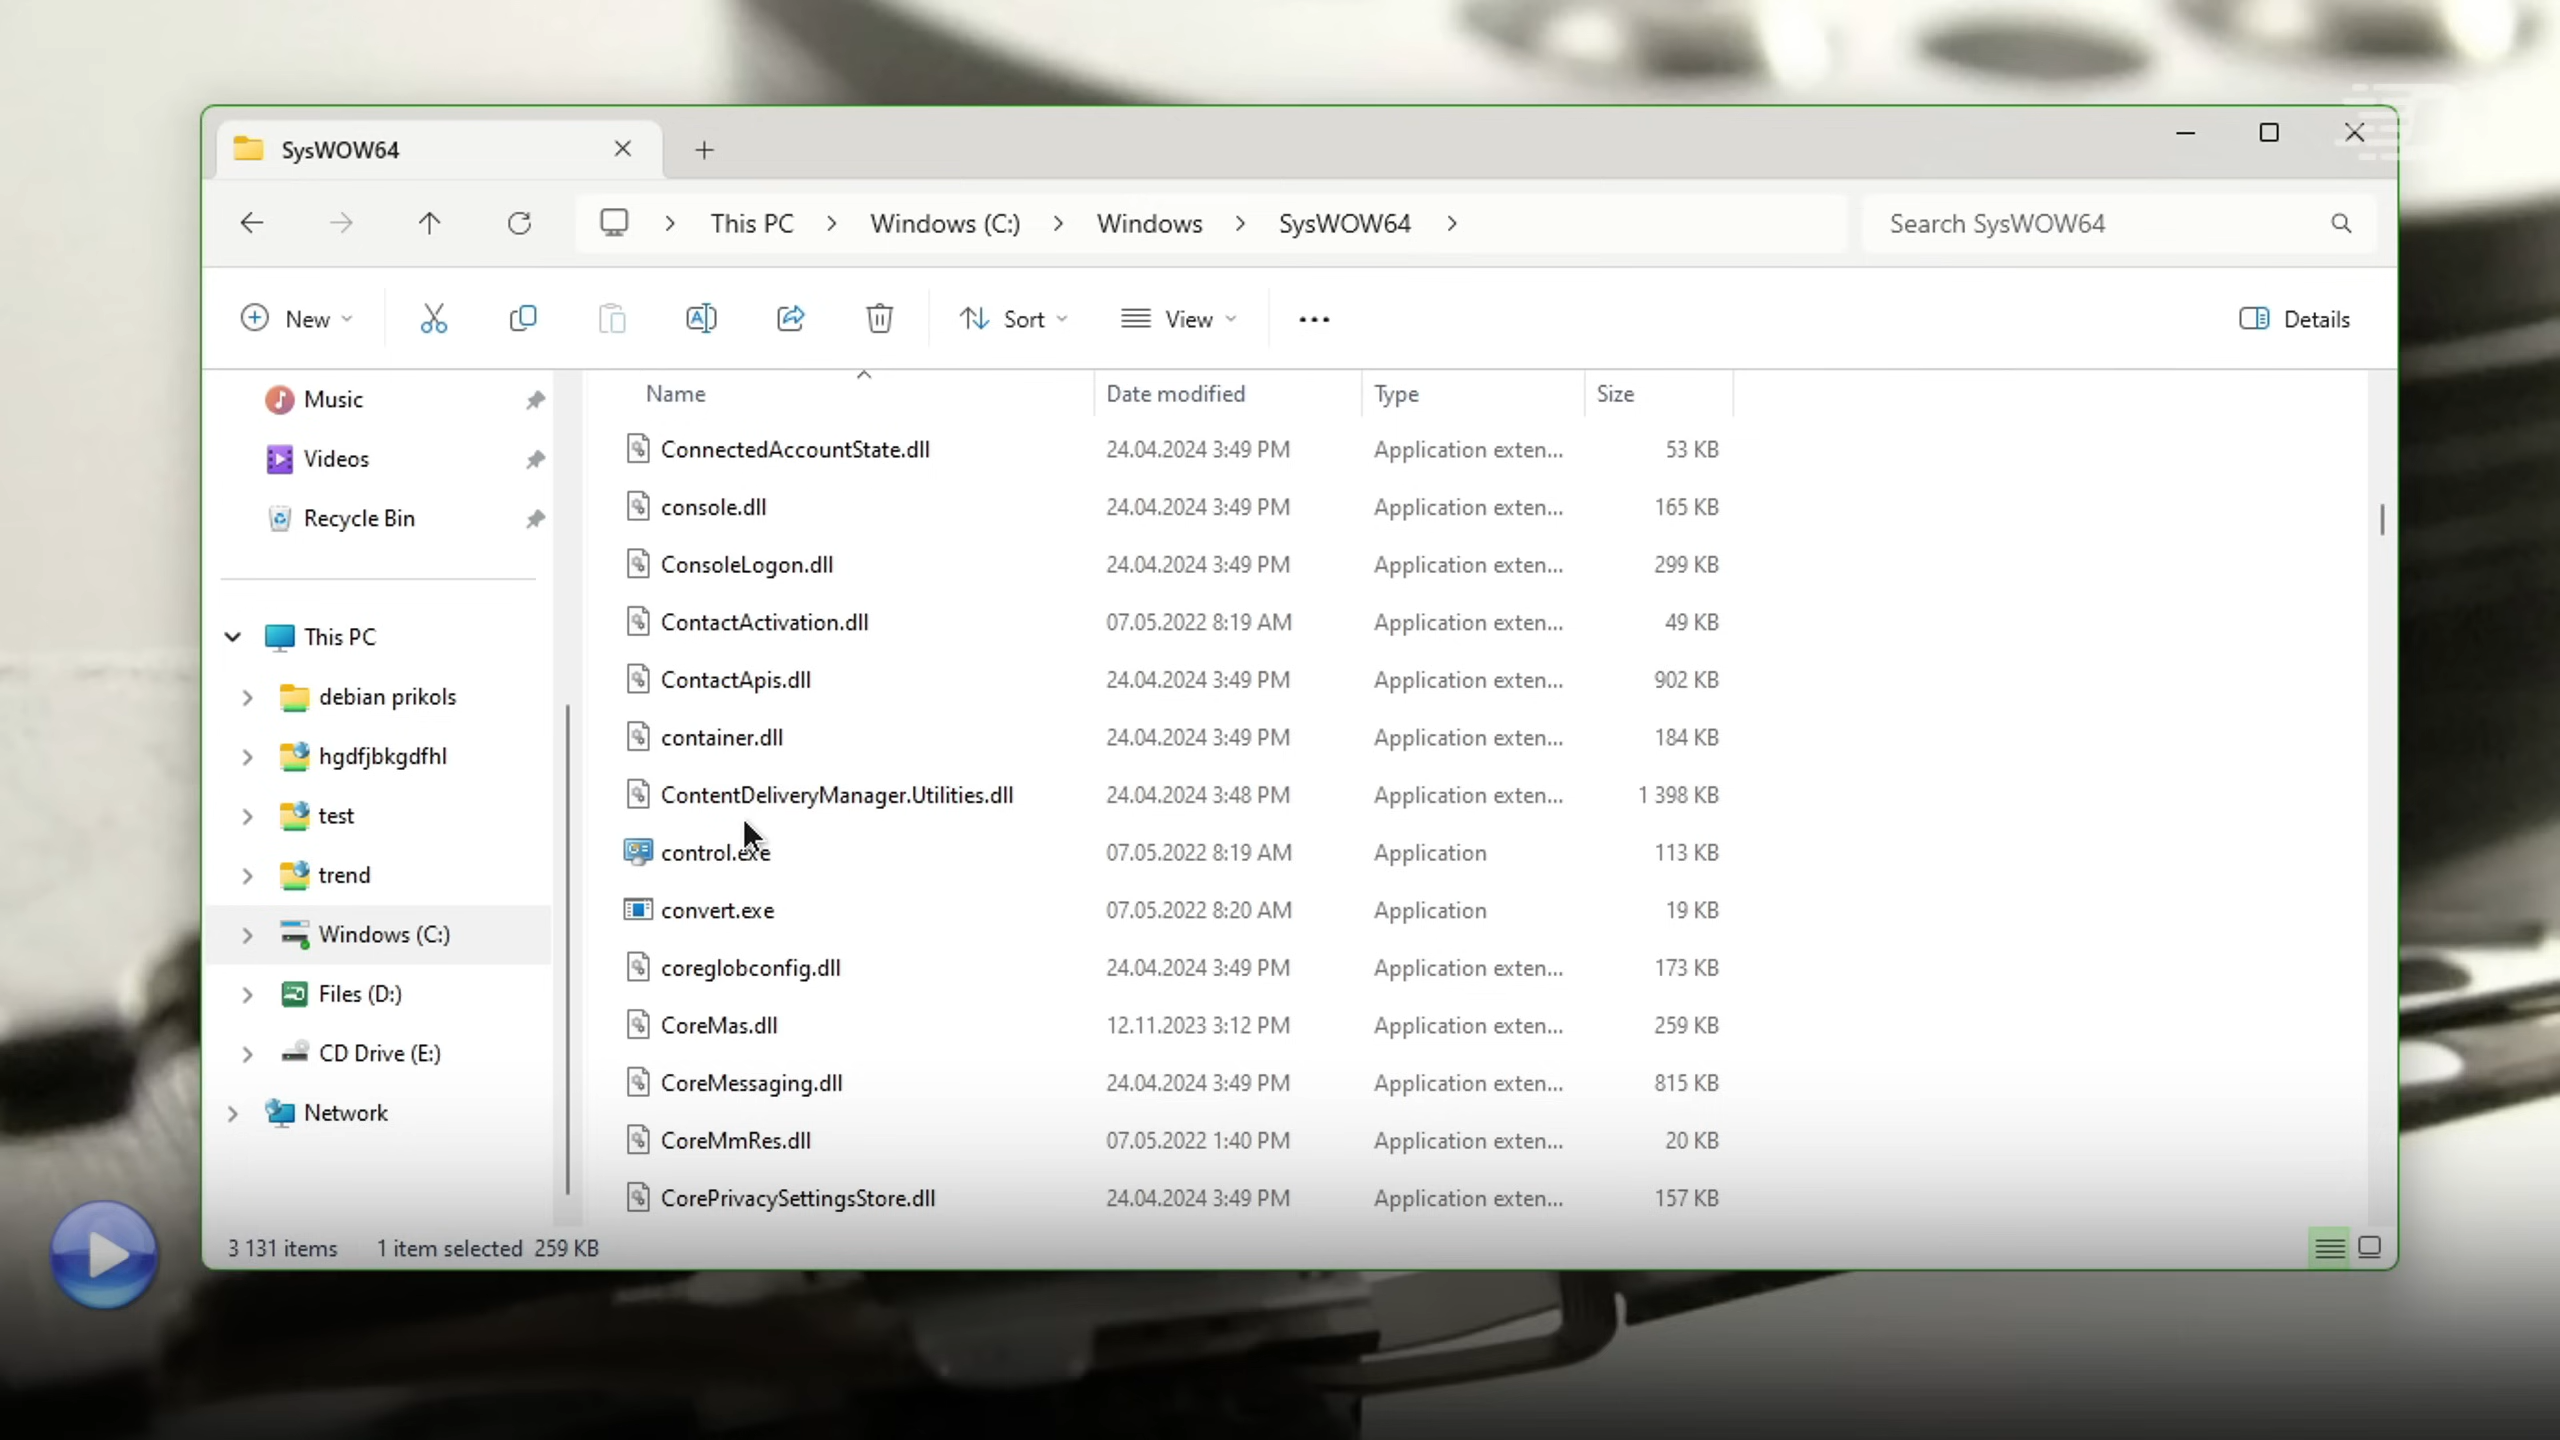 SysWOW64
This PC > Windows (C:) > Windows > SysWOW64 >
Search SysWOW64
New
Sort
View
Details
Music
Videos
Recycle Bin
This PC
debian prikols
hgdfjbkgdfhl
test
trend
Windows (C:)
Files (D:)
CD Drive (E:)
Network
Name Date modified Type Size
ConnectedAccountState.dll 24.04.2024 3:49 PM Application exten... 53 KB
console.dll 24.04.2024 3:49 PM Application exten... 165 KB
ConsoleLogon.dll 24.04.2024 3:49 PM Application exten... 299 KB
ContactActivation.dll 07.05.2022 8:19 AM Application exten... 49 KB
ContactApis.dll 24.04.2024 3:49 PM Application exten... 902 KB
container.dll 24.04.2024 3:49 PM Application exten... 184 KB
ContentDeliveryManager.Utilities.dll 24.04.2024 3:48 PM Application exten... 1 398 KB
control.exe 07.05.2022 8:19 AM Application 113 KB
convert.exe 07.05.2022 8:20 AM Application 19 KB
coreglobconfig.dll 24.04.2024 3:49 PM Application exten... 173 KB
CoreMas.dll 12.11.2023 3:12 PM Application exten... 259 KB
CoreMessaging.dll 24.04.2024 3:49 PM Application exten... 815 KB
CoreMmRes.dll 07.05.2022 1:40 PM Application exten... 20 KB
CorePrivacySettingsStore.dll 24.04.2024 3:49 PM Application exten... 157 KB
3 131 items 1 item selected 259 KB